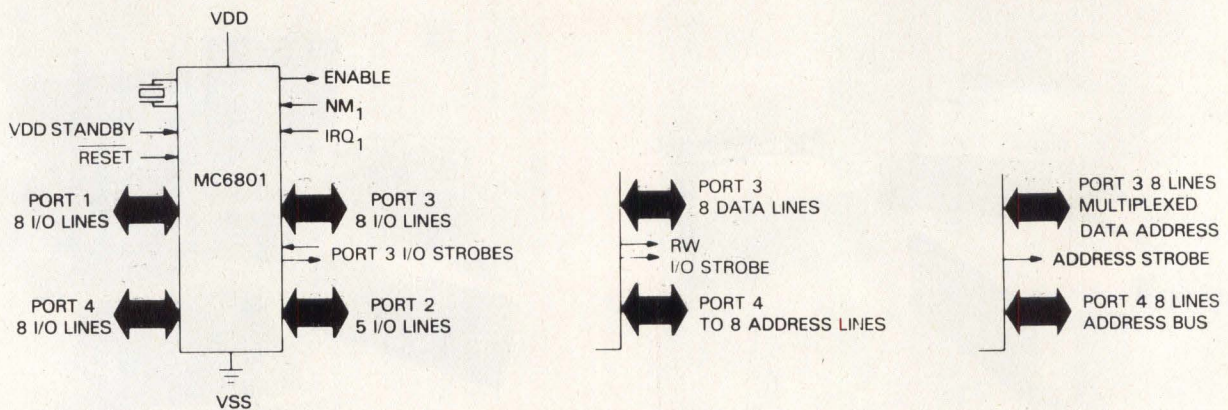 VDD
ENABLE
NM1
IRQ1
VDD STANDBY
RESET
MC6801
PORT 1
8 I/O LINES
PORT 3
8 I/O LINES
PORT 3 I/O STROBES
PORT 4
8 I/O LINES
PORT 2
5 I/O LINES
VSS
PORT 3
8 DATA LINES
RW
I/O STROBE
PORT 4
TO 8 ADDRESS LINES
PORT 3 8 LINES
MULTIPLEXED
DATA ADDRESS
ADDRESS STROBE
PORT 4 8 LINES
ADDRESS BUS